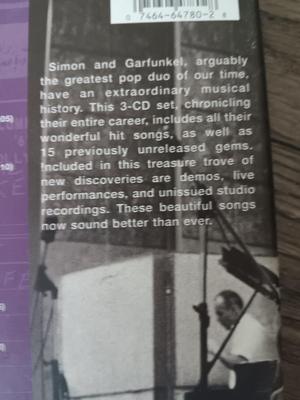 0 7464-64780-2 8
Simon and Garfunkel, arguably
the greatest pop duo of our time,
have an extraordinary musical
history. This 3-CD set, chronicling
their entire career, includes all their
wonderful hit songs, as well as
15 previously unreleased gems.
Included in this treasure trove of
new discoveries are demos, live
performances, and unissued studio
recordings. These beautiful songs
now sound better than ever.
05)
10)